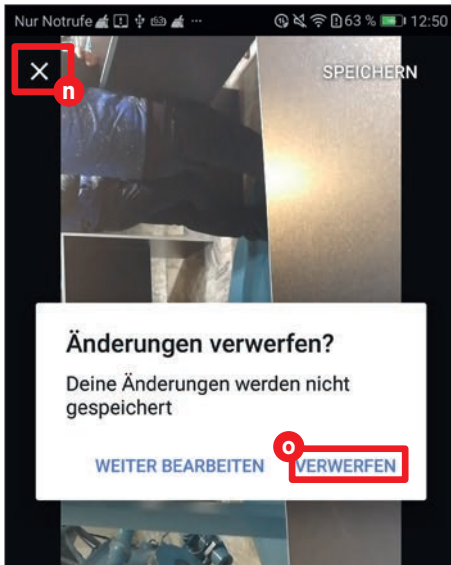 Nur Notrufe 63 % 12:50
× SPEICHERN
n
Änderungen verwerfen?
Deine Änderungen werden nicht
gespeichert
o
WEITER BEARBEITEN VERWERFEN